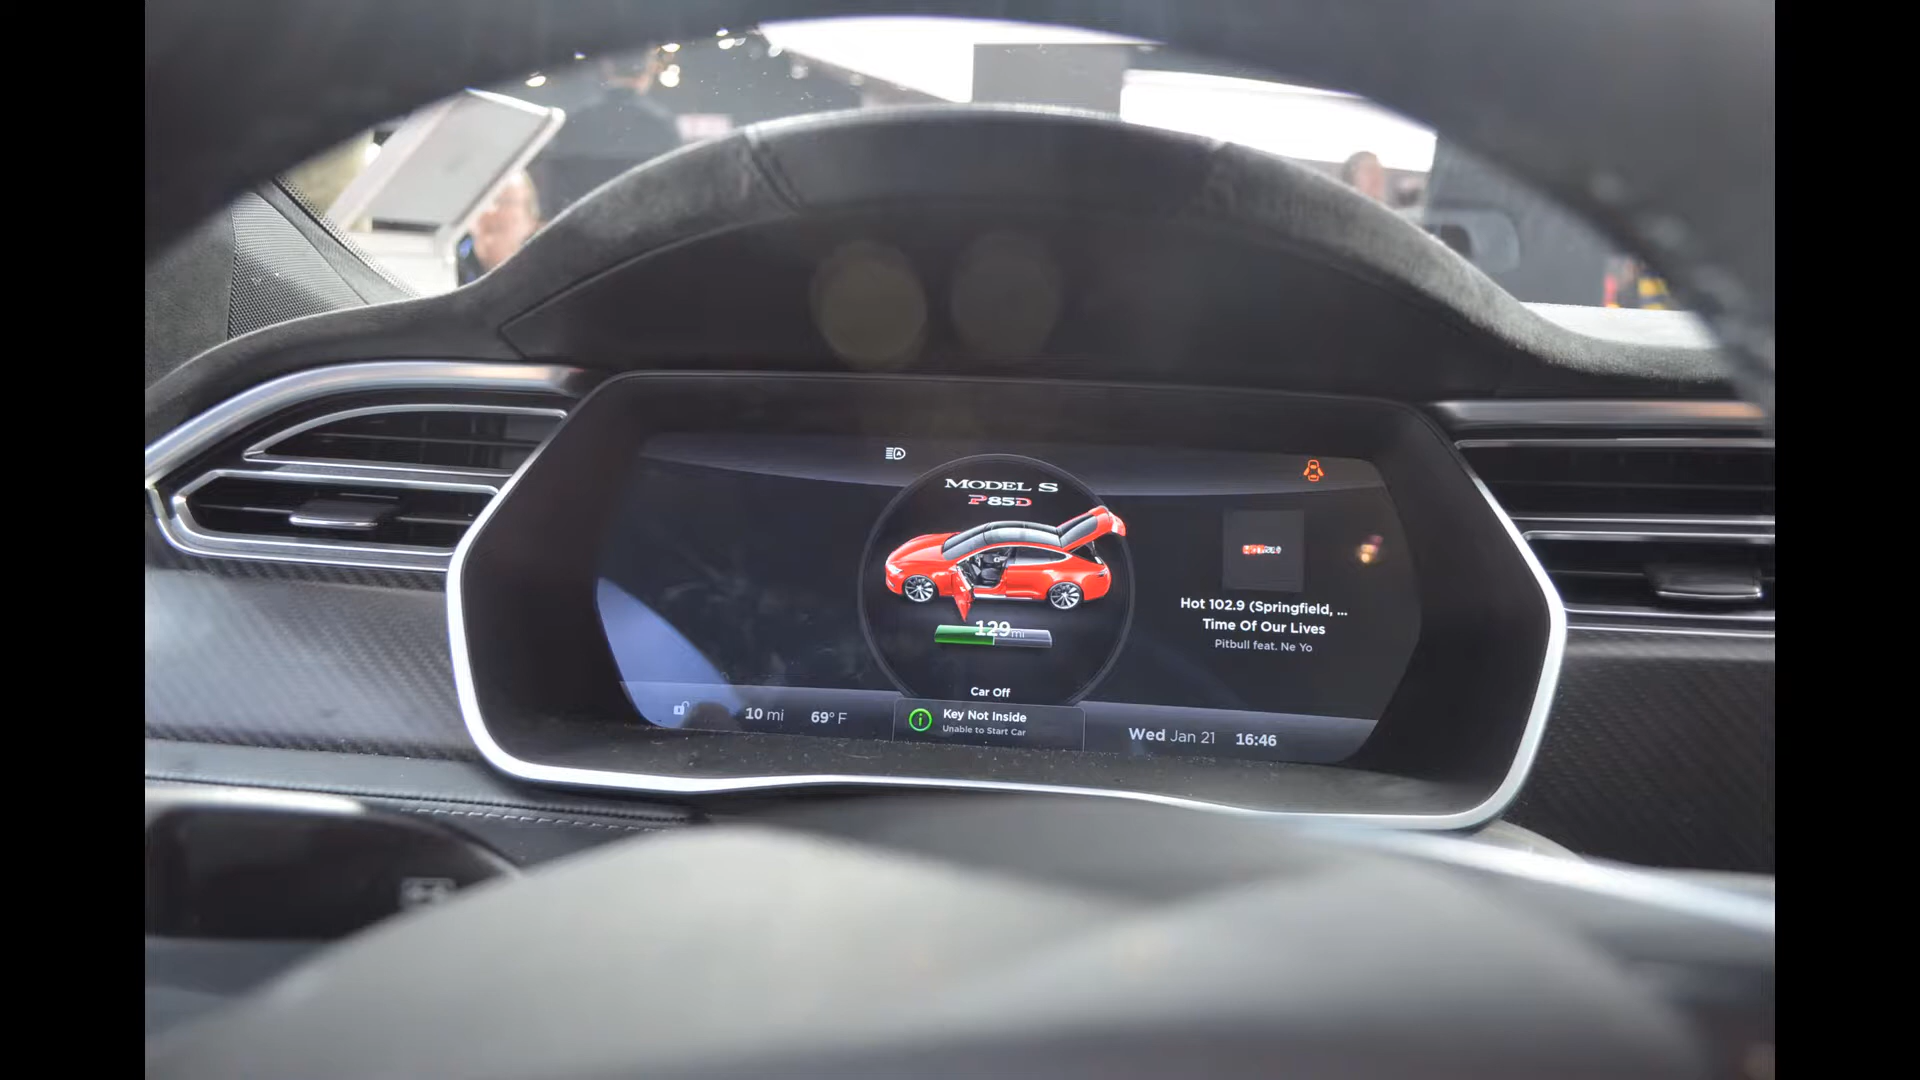 MODEL S
P85D
129 mi
Hot 102.9 (Springfield, ...
Time Of Our Lives
Pitbull feat. Ne Yo
Car Off
10 mi
69° F
Key Not Inside
Unable to Start Car
Wed Jan 21
16:46